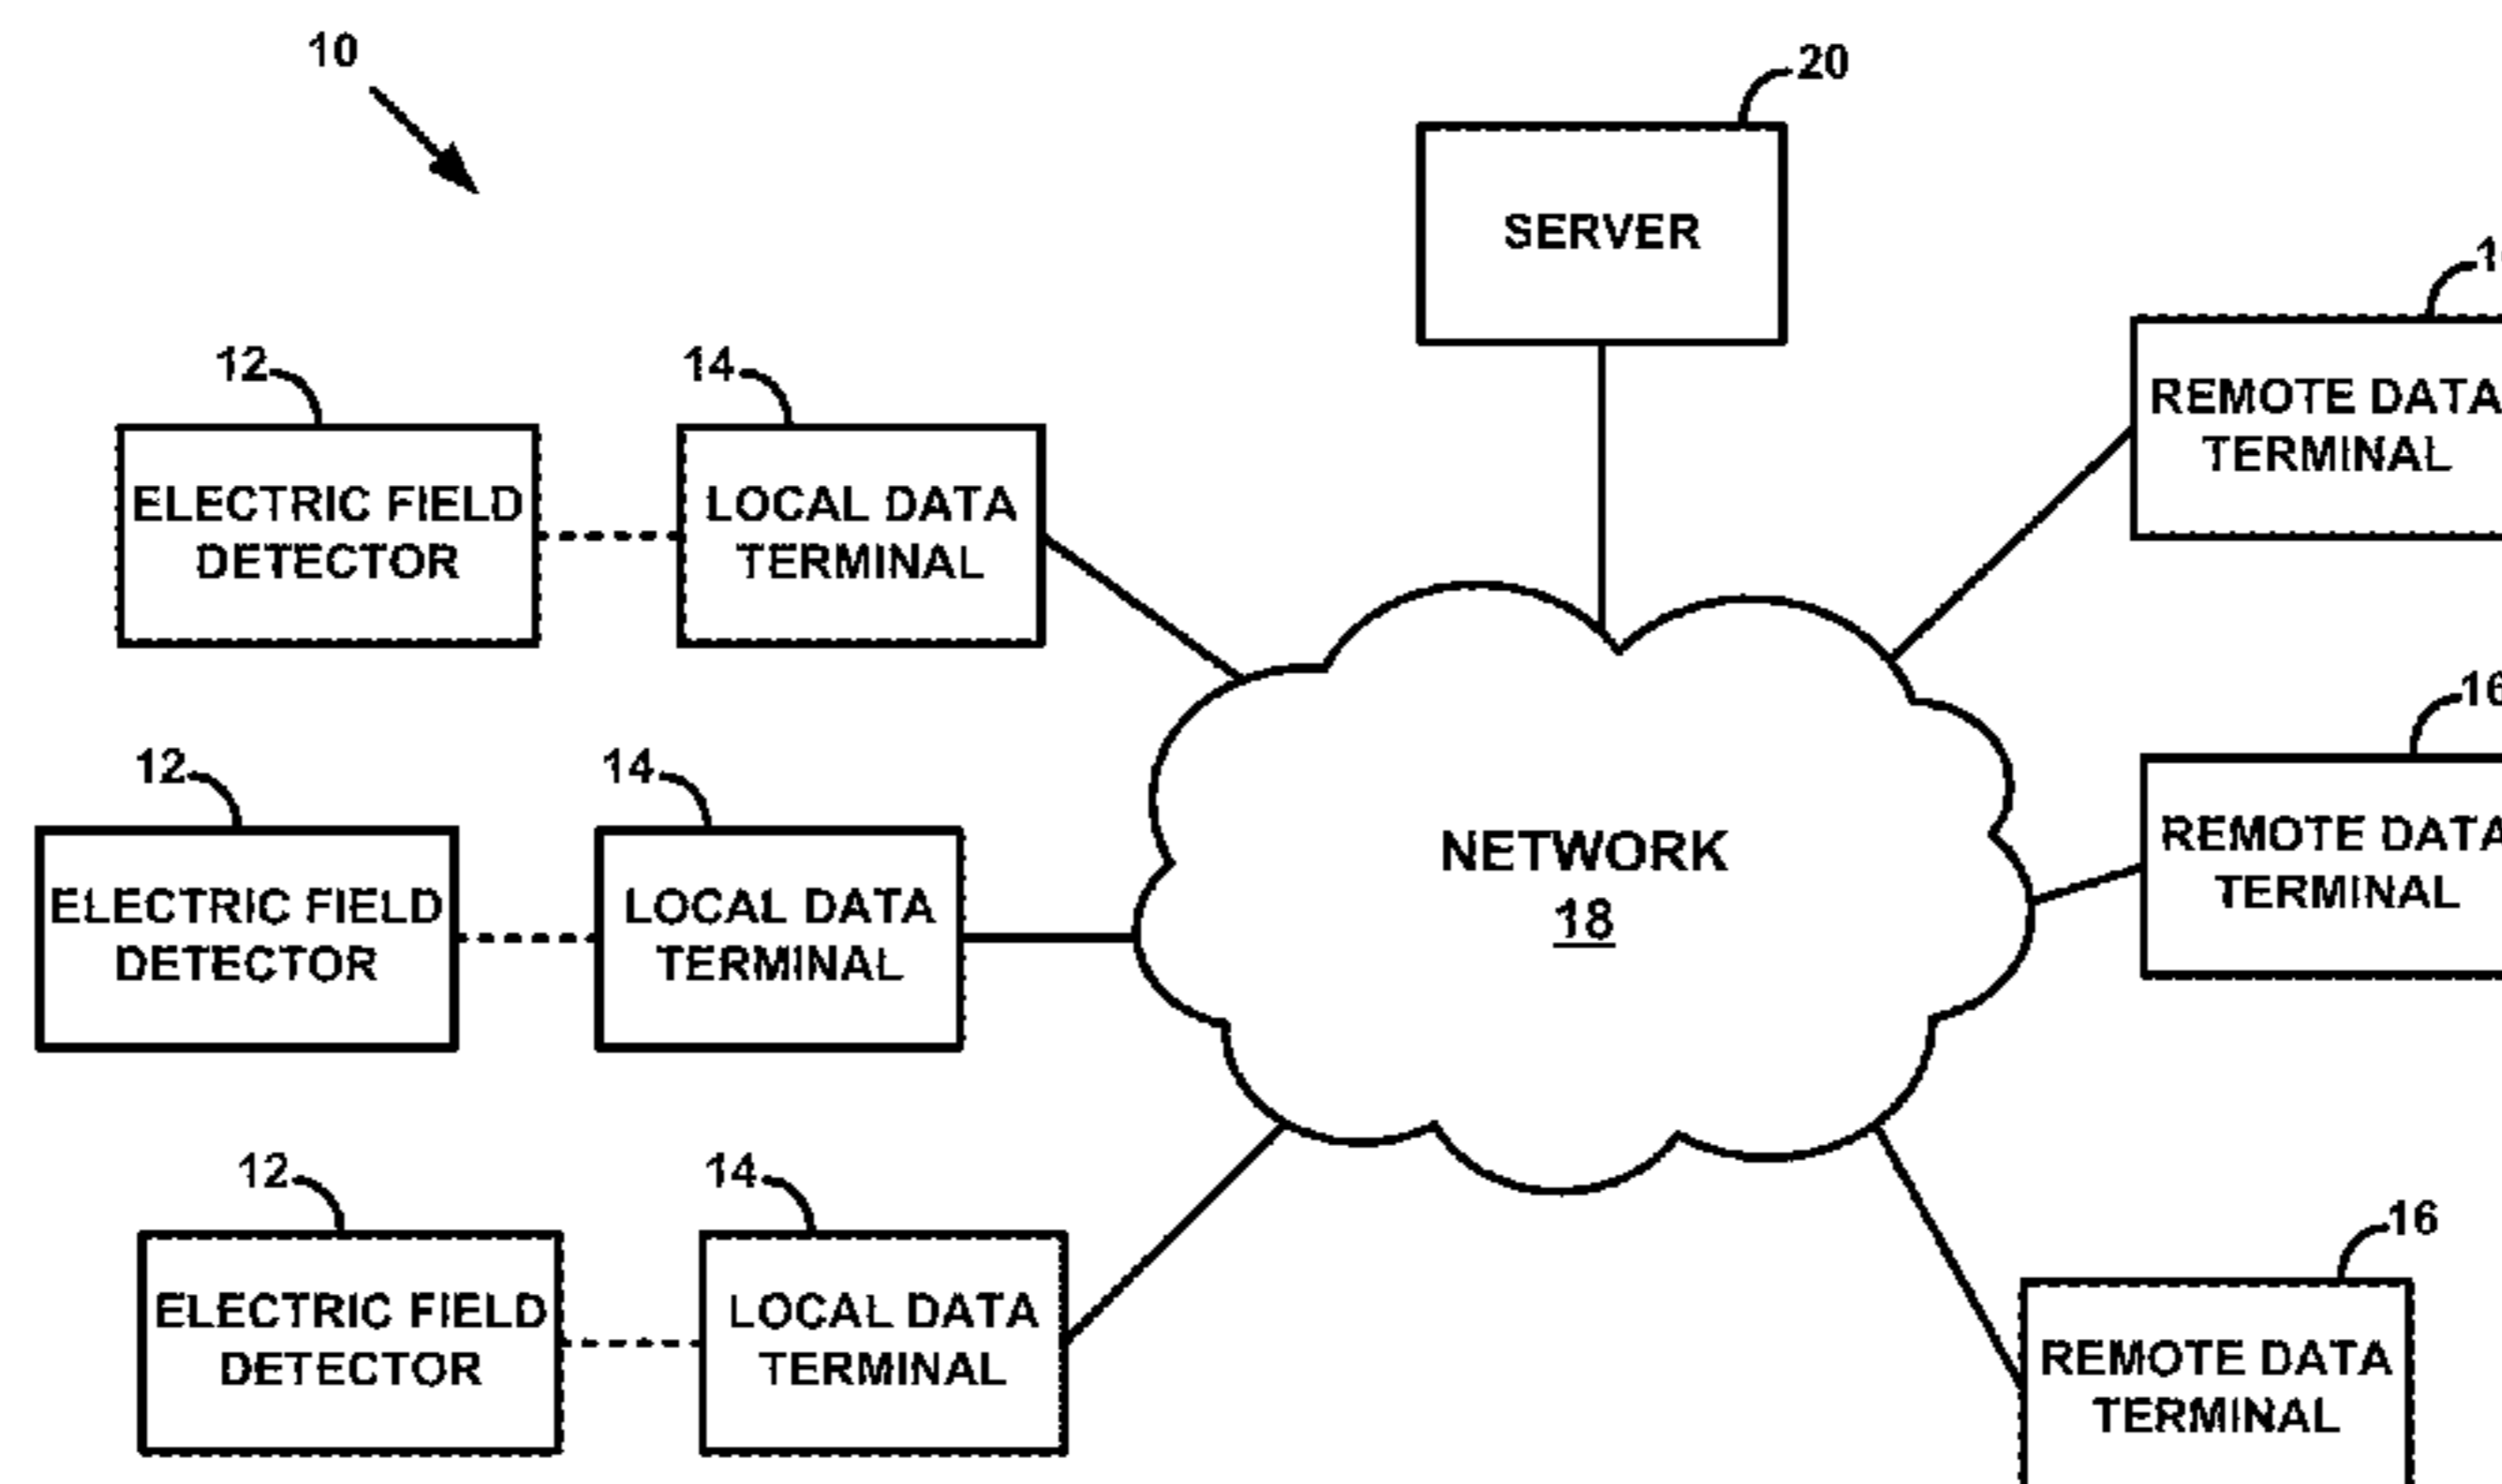 10
20
SERVER
REMOTE DATA
TERMINAL
12
14
ELECTRIC FIELD
DETECTOR
LOCAL DATA
TERMINAL
16
REMOTE DATA
TERMINAL
12
14
ELECTRIC FIELD
DETECTOR
LOCAL DATA
TERMINAL
NETWORK
18
12
14
ELECTRIC FIELD
DETECTOR
LOCAL DATA
TERMINAL
16
REMOTE DATA
TERMINAL